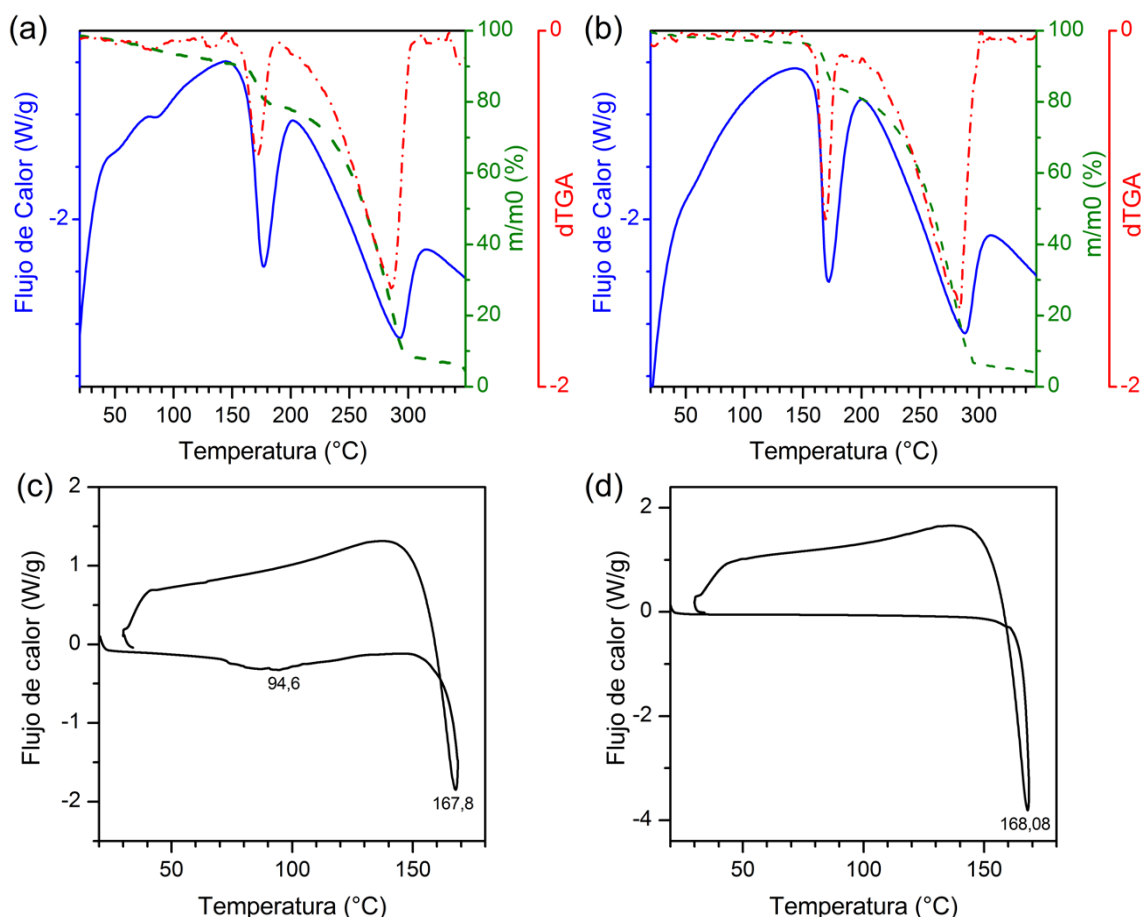 (a)
Flujo de Calor (W/g)
-2
50 100 150 200 250 300
Temperatura (°C)
100
80
60
40
20
0
m/m0 (%)
-0
-2
dTGA
(b)
Flujo de Calor (W/g)
-2
50 100 150 200 250 300
Temperatura (°C)
100
80
60
40
20
0
m/m0 (%)
-0
-2
dTGA
(c)
Flujo de calor (W/g)
2
1
0
-1
-2
94,6
167,8
50 100 150
Temperatura (°C)
(d)
Flujo de calor (W/g)
2
0
-2
-4
168,08
50 100 150
Temperatura (°C)